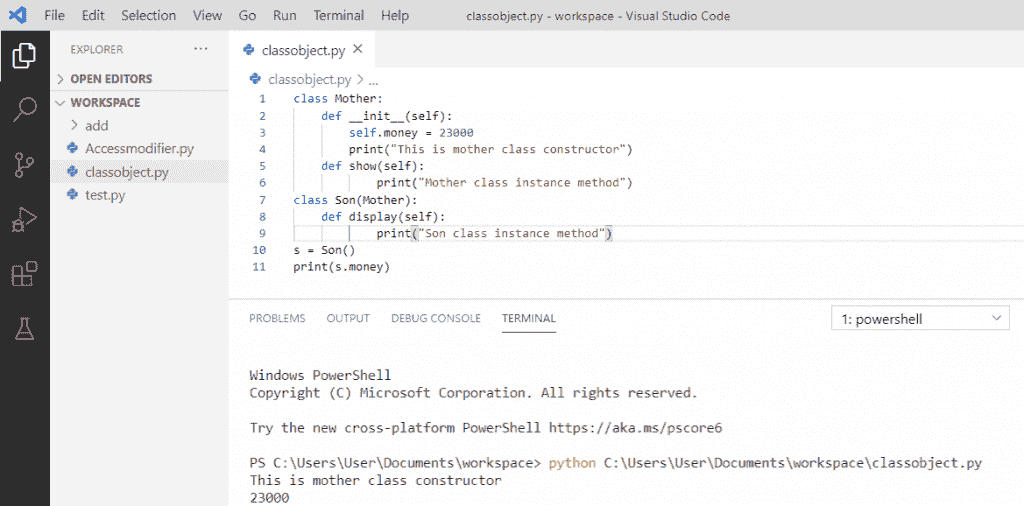 File Edit Selection View Go Run Terminal Help classobject.py - workspace - Visual Studio Code
EXPLORER ...
OPEN EDITORS
WORKSPACE
add
Accessmodifier.py
classobject.py
test.py
classobject.py
classobject.py > ...
1 class Mother:
2     def __init__(self):
3         self.money = 23000
4         print("This is mother class constructor")
5     def show(self):
6             print("Mother class instance method")
7 class Son(Mother):
8     def display(self):
9             print("Son class instance method")
10 s = Son()
11 print(s.money)
PROBLEMS OUTPUT DEBUG CONSOLE TERMINAL 1: powershell
Windows PowerShell
Copyright (C) Microsoft Corporation. All rights reserved.
Try the new cross-platform PowerShell https://aka.ms/pscore6
PS C:\Users\User\Documents\workspace> python C:\Users\User\Documents\workspace\classobject.py
This is mother class constructor
23000